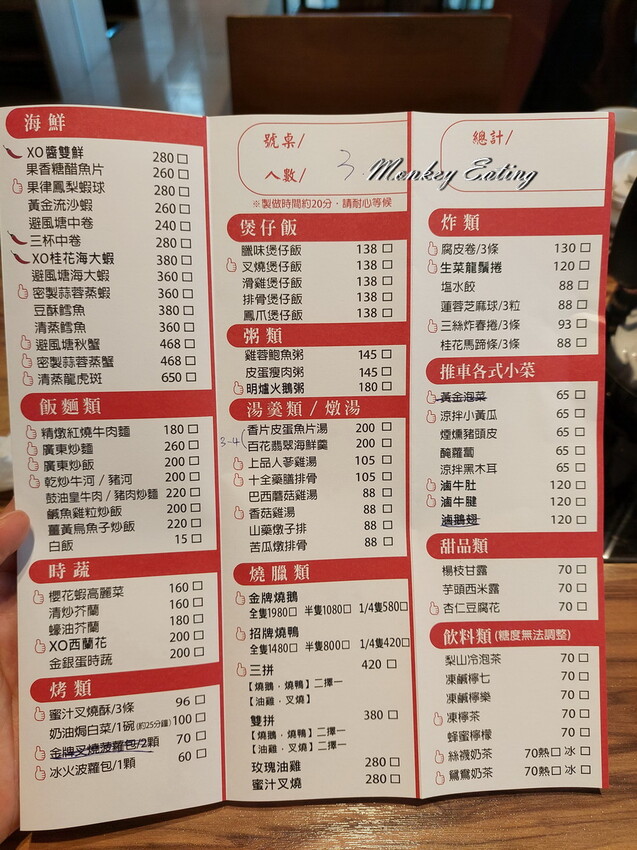 海鮮
XO醬雙鮮 280 □
果香糖醋魚片 260 □
果律鳳梨蝦球 280 □
黃金流沙蝦 260 □
避風塘中卷 240 □
三杯中卷 280 □
XO桂花海大蝦 380 □
避風塘海大蝦 360 □
密製蒜蓉蒸蝦 360 □
豆酥鱈魚 380 □
清蒸鱈魚 360 □
避風塘秋蟹 468 □
密製蒜蓉蒸蟹 468 □
清蒸龍虎斑 650 □
飯麵類
精燉紅燒牛肉麵 180 □
廣東炒麵 260 □
廣東炒飯 200 □
乾炒牛河 / 豬河 200 □
鼓油皇牛肉 / 豬肉炒麵 220 □
鹹魚雞粒炒飯 200 □
薑黃烏魚子炒飯 220 □
白飯 15 □
時蔬
櫻花蝦高麗菜 160 □
清炒芥蘭 160 □
蠔油芥蘭 180 □
XO西蘭花 200 □
金銀蛋時蔬 200 □
烤類
蜜汁叉燒酥/3條 96 □
奶油焗白菜/1碗(約25分鐘) 100 □
金牌叉燒菠蘿包/2顆 70 □
冰火菠蘿包/1顆 60 □
號桌/
人數/ 3
※製做時間約20分，請耐心等候
煲仔飯
臘味煲仔飯 138 □
叉燒煲仔飯 138 □
滑雞煲仔飯 138 □
排骨煲仔飯 138 □
鳳爪煲仔飯 138 □
粥類
雞蓉鮑魚粥 145 □
皮蛋瘦肉粥 145 □
明爐火鵝粥 180 □
湯羹類 / 燉湯
香片皮蛋魚片湯 200 □
3-4(
百花翡翠海鮮羹 200 □
上品人蔘雞湯 105 □
十全藥膳排骨 105 □
巴西蘑菇雞湯 88 □
香菇雞湯 88 □
山藥燉子排 88 □
苦瓜燉排骨 88 □
燒臘類
金牌燒鵝
全隻1980□ 半隻1080□ 1/4隻580□
招牌燒鴨
全隻1480□ 半隻800□ 1/4隻420□
三拼 420 □
【燒鵝．燒鴨】二擇一
【油雞．叉燒】
雙拼 380 □
【燒鵝．燒鴨】二擇一
【油雞．叉燒】二擇一
玫瑰油雞 280 □
蜜汁叉燒 280 □
總計/
Monkey Eating
炸類
腐皮卷/3條 130 □
生菜龍鬚捲 120 □
塩水餃 88 □
蓮蓉芝麻球/3粒 88 □
三絲炸春捲/3條 93 □
桂花馬蹄條/3條 88 □
推車各式小菜
黃金泡菜 65 □
涼拌小黃瓜 65 □
煙燻豬頭皮 65 □
醃蘿蔔 65 □
涼拌黑木耳 65 □
滷牛肚 120 □
滷牛腱 120 □
滷鵝翅 120 □
甜品類
楊枝甘露 70 □
芋頭西米露 70 □
杏仁豆腐花 70 □
飲料類(糖度無法調整)
梨山冷泡茶 70 □
凍鹹檸七 70 □
凍鹹檸樂 70 □
凍檸茶 70 □
蜂蜜檸檬 70 □
絲襪奶茶 70熱□ 冰□
鴛鴦奶茶 70熱□ 冰□